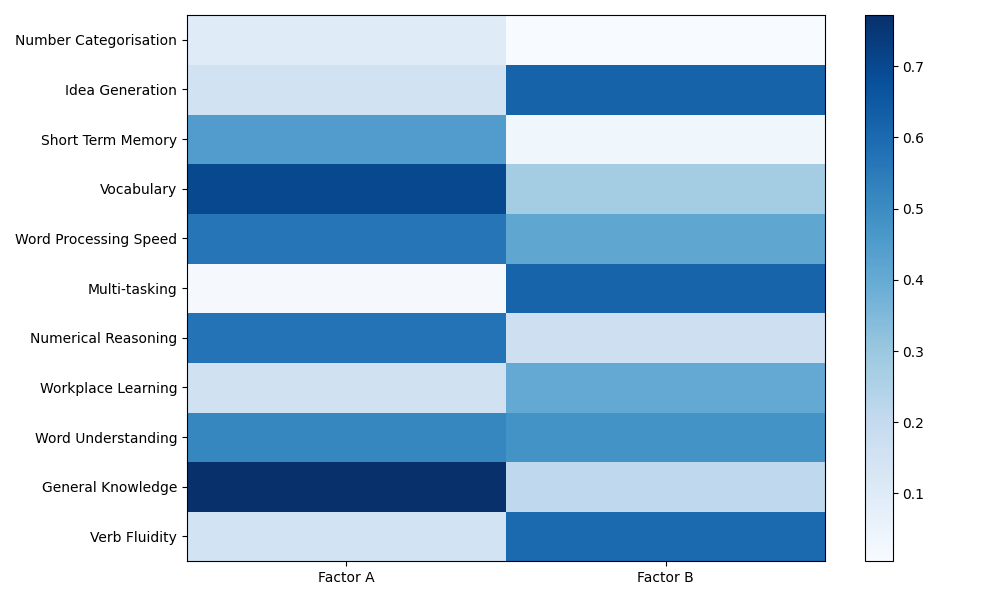 Number Categorisation
Idea Generation
Short Term Memory
Vocabulary
Word Processing Speed
Multi-tasking
Numerical Reasoning
Workplace Learning
Word Understanding
General Knowledge
Verb Fluidity
Factor A
Factor B
0.7
0.6
0.5
0.4
0.3
0.2
0.1